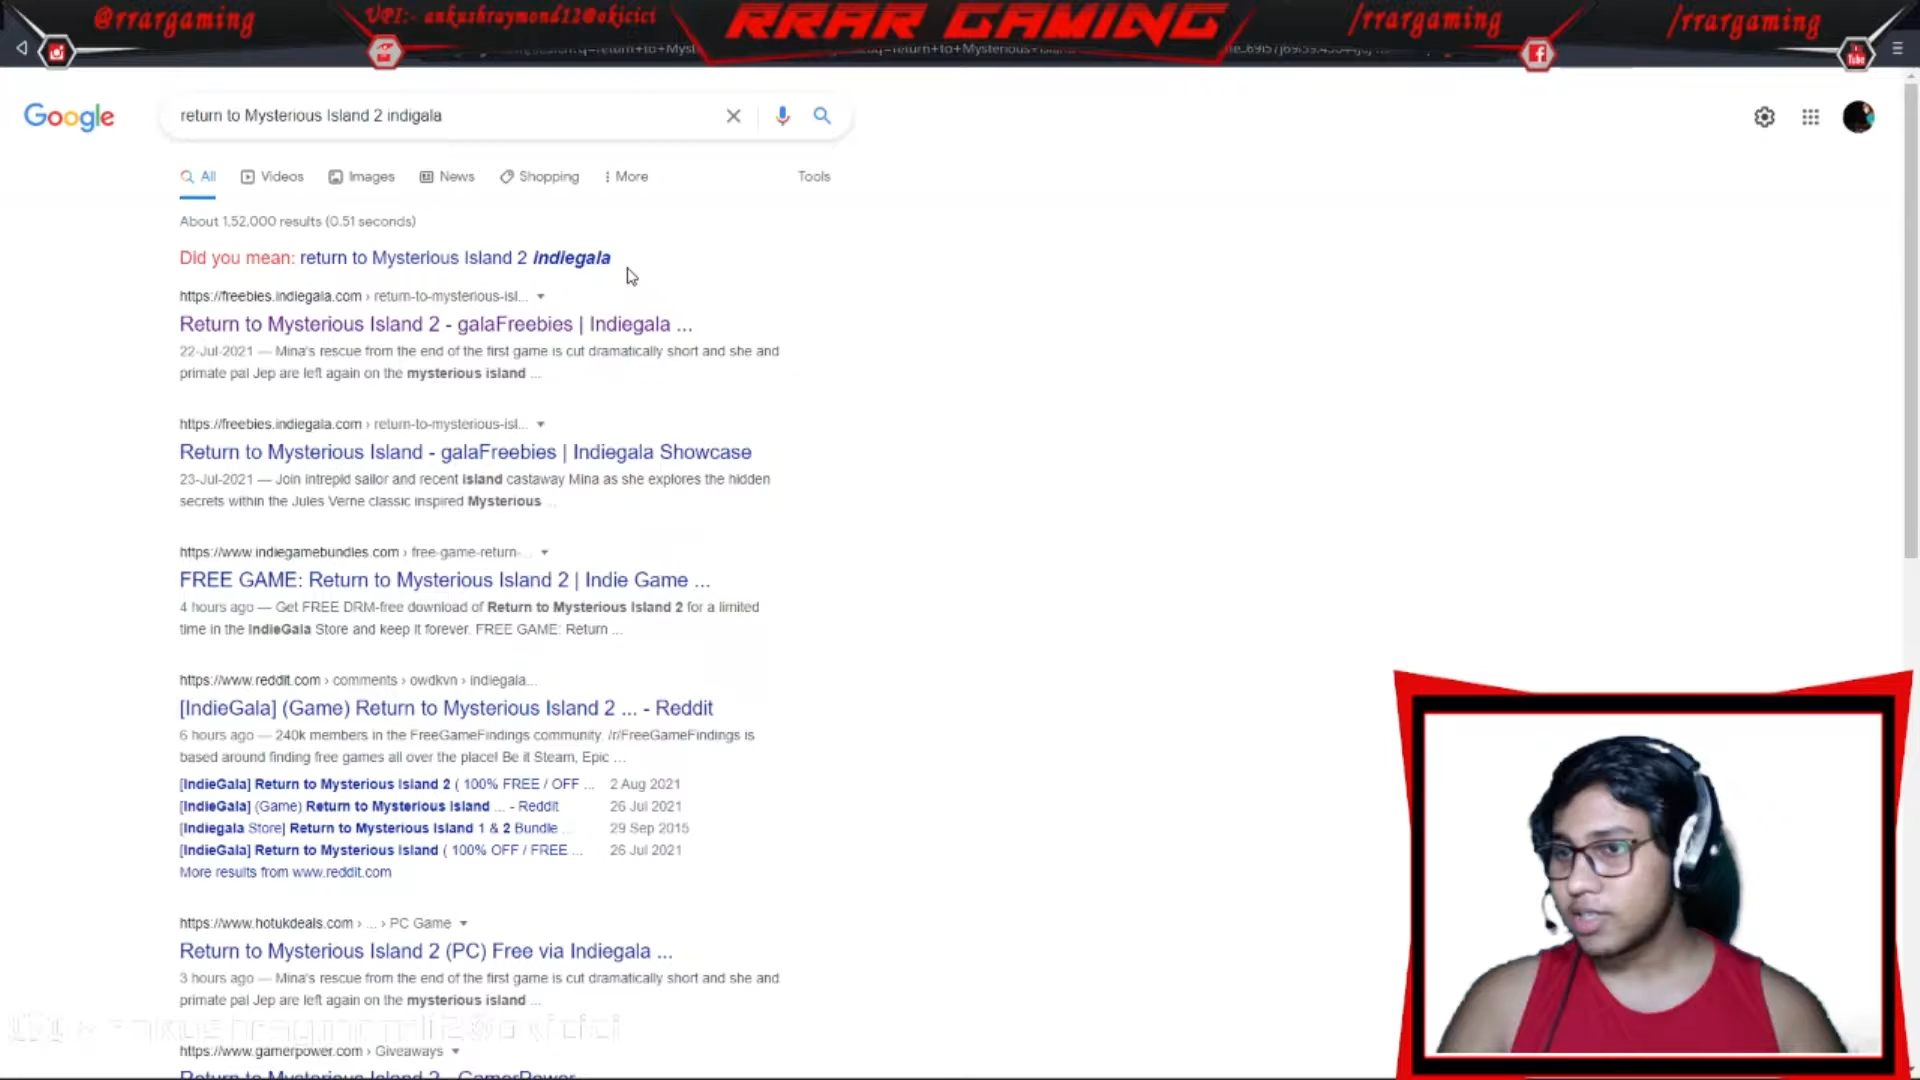 @rrargaming
UPI:- ankushraymond12@okicici
RRAR GAMING
/rrargaming
/rrargaming
Google
return to Mysterious Island 2 indigala
All
Videos
Images
News
Shopping
More
Tools
About 1,52,000 results (0.51 seconds)
Did you mean: return to Mysterious Island 2 indiegala
https://freebies.indiegala.com › return-to-mysterious-isl...
Return to Mysterious Island 2 - galaFreebies | Indiegala ...
22-Jul-2021 — Mina's rescue from the end of the first game is cut dramatically short and she and
primate pal Jep are left again on the mysterious island ...
https://freebies.indiegala.com › return-to-mysterious-isl...
Return to Mysterious Island - galaFreebies | Indiegala Showcase
23-Jul-2021 — Join intrepid sailor and recent island castaway Mina as she explores the hidden
secrets within the Jules Verne classic inspired Mysterious ...
https://www.indiegamebundles.com › free-game-return-...
FREE GAME: Return to Mysterious Island 2 | Indie Game ...
4 hours ago — Get FREE DRM-free download of Return to Mysterious Island 2 for a limited
time in the IndieGala Store and keep it forever. FREE GAME: Return ...
https://www.reddit.com › comments › owdkvn › indiegala...
[IndieGala] (Game) Return to Mysterious Island 2 ... - Reddit
6 hours ago — 240k members in the FreeGameFindings community. /r/FreeGameFindings is
based around finding free games all over the place! Be it Steam, Epic ...
[IndieGala] Return to Mysterious Island 2 ( 100% FREE / OFF ... 2 Aug 2021
[IndieGala] (Game) Return to Mysterious Island ... - Reddit 26 Jul 2021
[Indiegala Store] Return to Mysterious Island 1 & 2 Bundle ... 29 Sep 2015
[IndieGala] Return to Mysterious Island ( 100% OFF / FREE ... 26 Jul 2021
More results from www.reddit.com
https://www.hotukdeals.com › ... › PC Game
Return to Mysterious Island 2 (PC) Free via Indiegala ...
3 hours ago — Mina's rescue from the end of the first game is cut dramatically short and she and
primate pal Jep are left again on the mysterious island ...
https://www.gamerpower.com › Giveaways
Return to Mysterious Island 2 - GamerPower